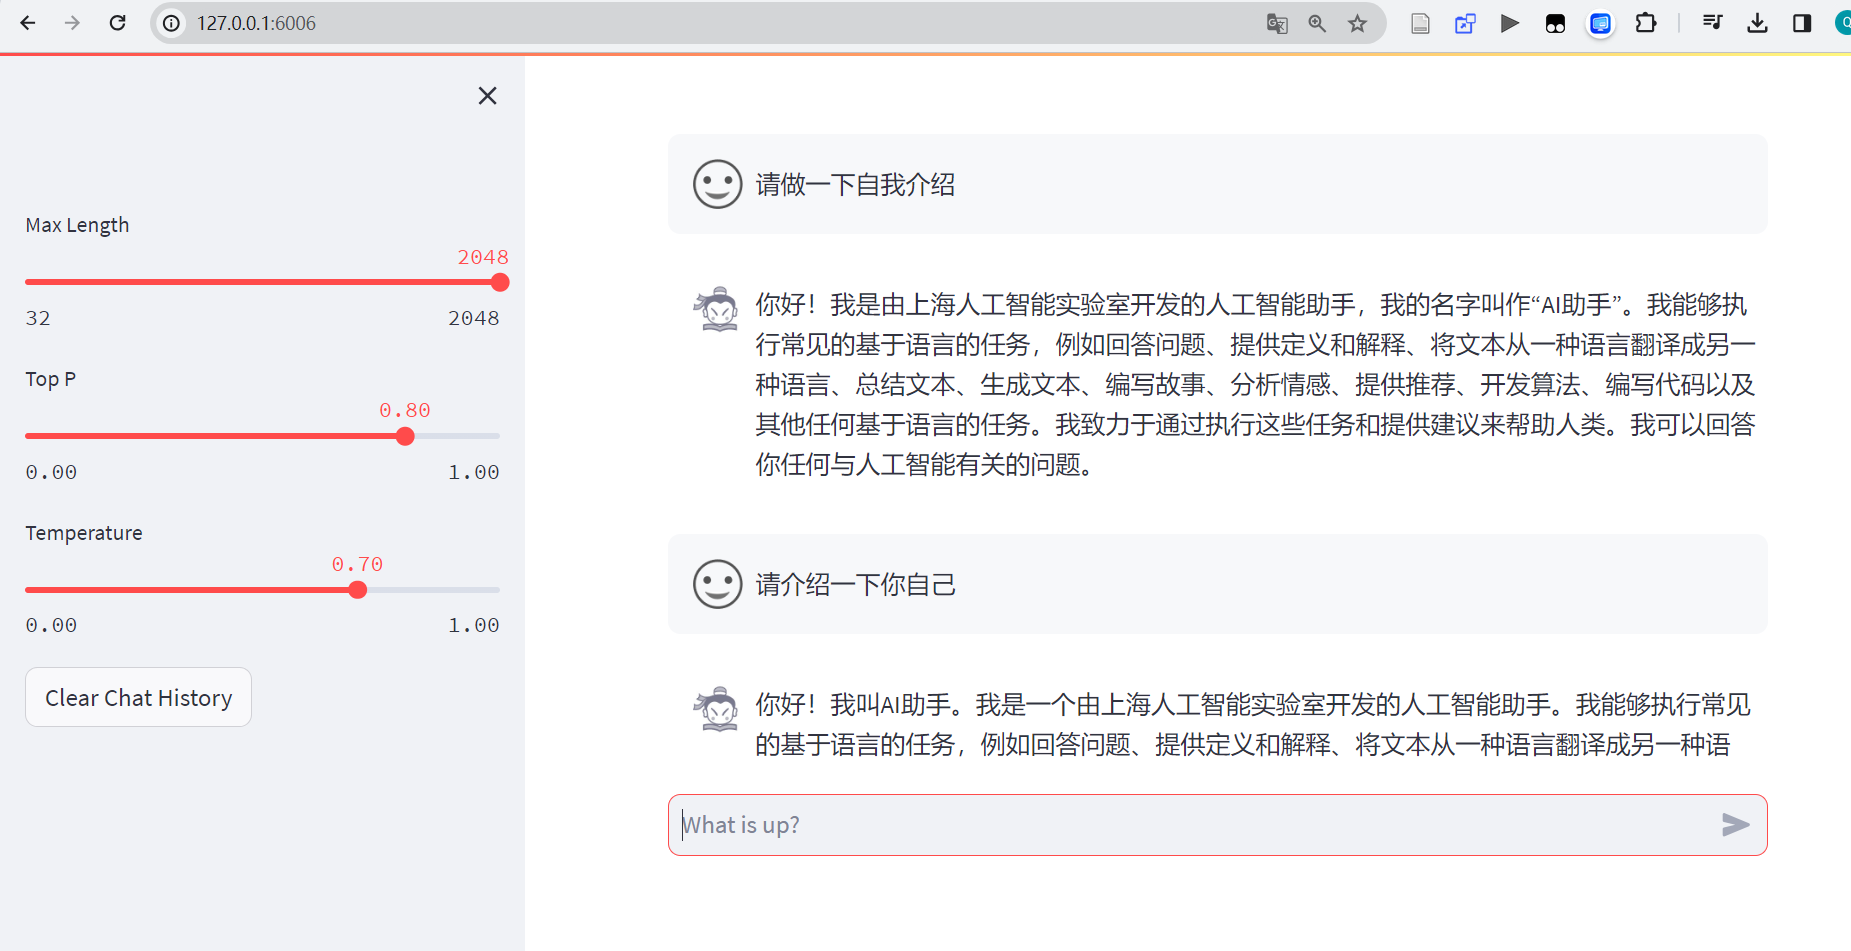 127.0.0.1:6006
Max Length
2048
32 2048
Top P
0.80
0.00 1.00
Temperature
0.70
0.00 1.00
Clear Chat History
请做一下自我介绍
你好！我是由上海人工智能实验室开发的人工智能助手，我的名字叫作“AI助手”。我能够执
行常见的基于语言的任务，例如回答问题、提供定义和解释、将文本从一种语言翻译成另一
种语言、总结文本、生成文本、编写故事、分析情感、提供推荐、开发算法、编写代码以及
其他任何基于语言的任务。我致力于通过执行这些任务和提供建议来帮助人类。我可以回答
你任何与人工智能有关的问题。
请介绍一下你自己
你好！我叫AI助手。我是一个由上海人工智能实验室开发的人工智能助手。我能够执行常见
的基于语言的任务，例如回答问题、提供定义和解释、将文本从一种语言翻译成另一种语
What is up?